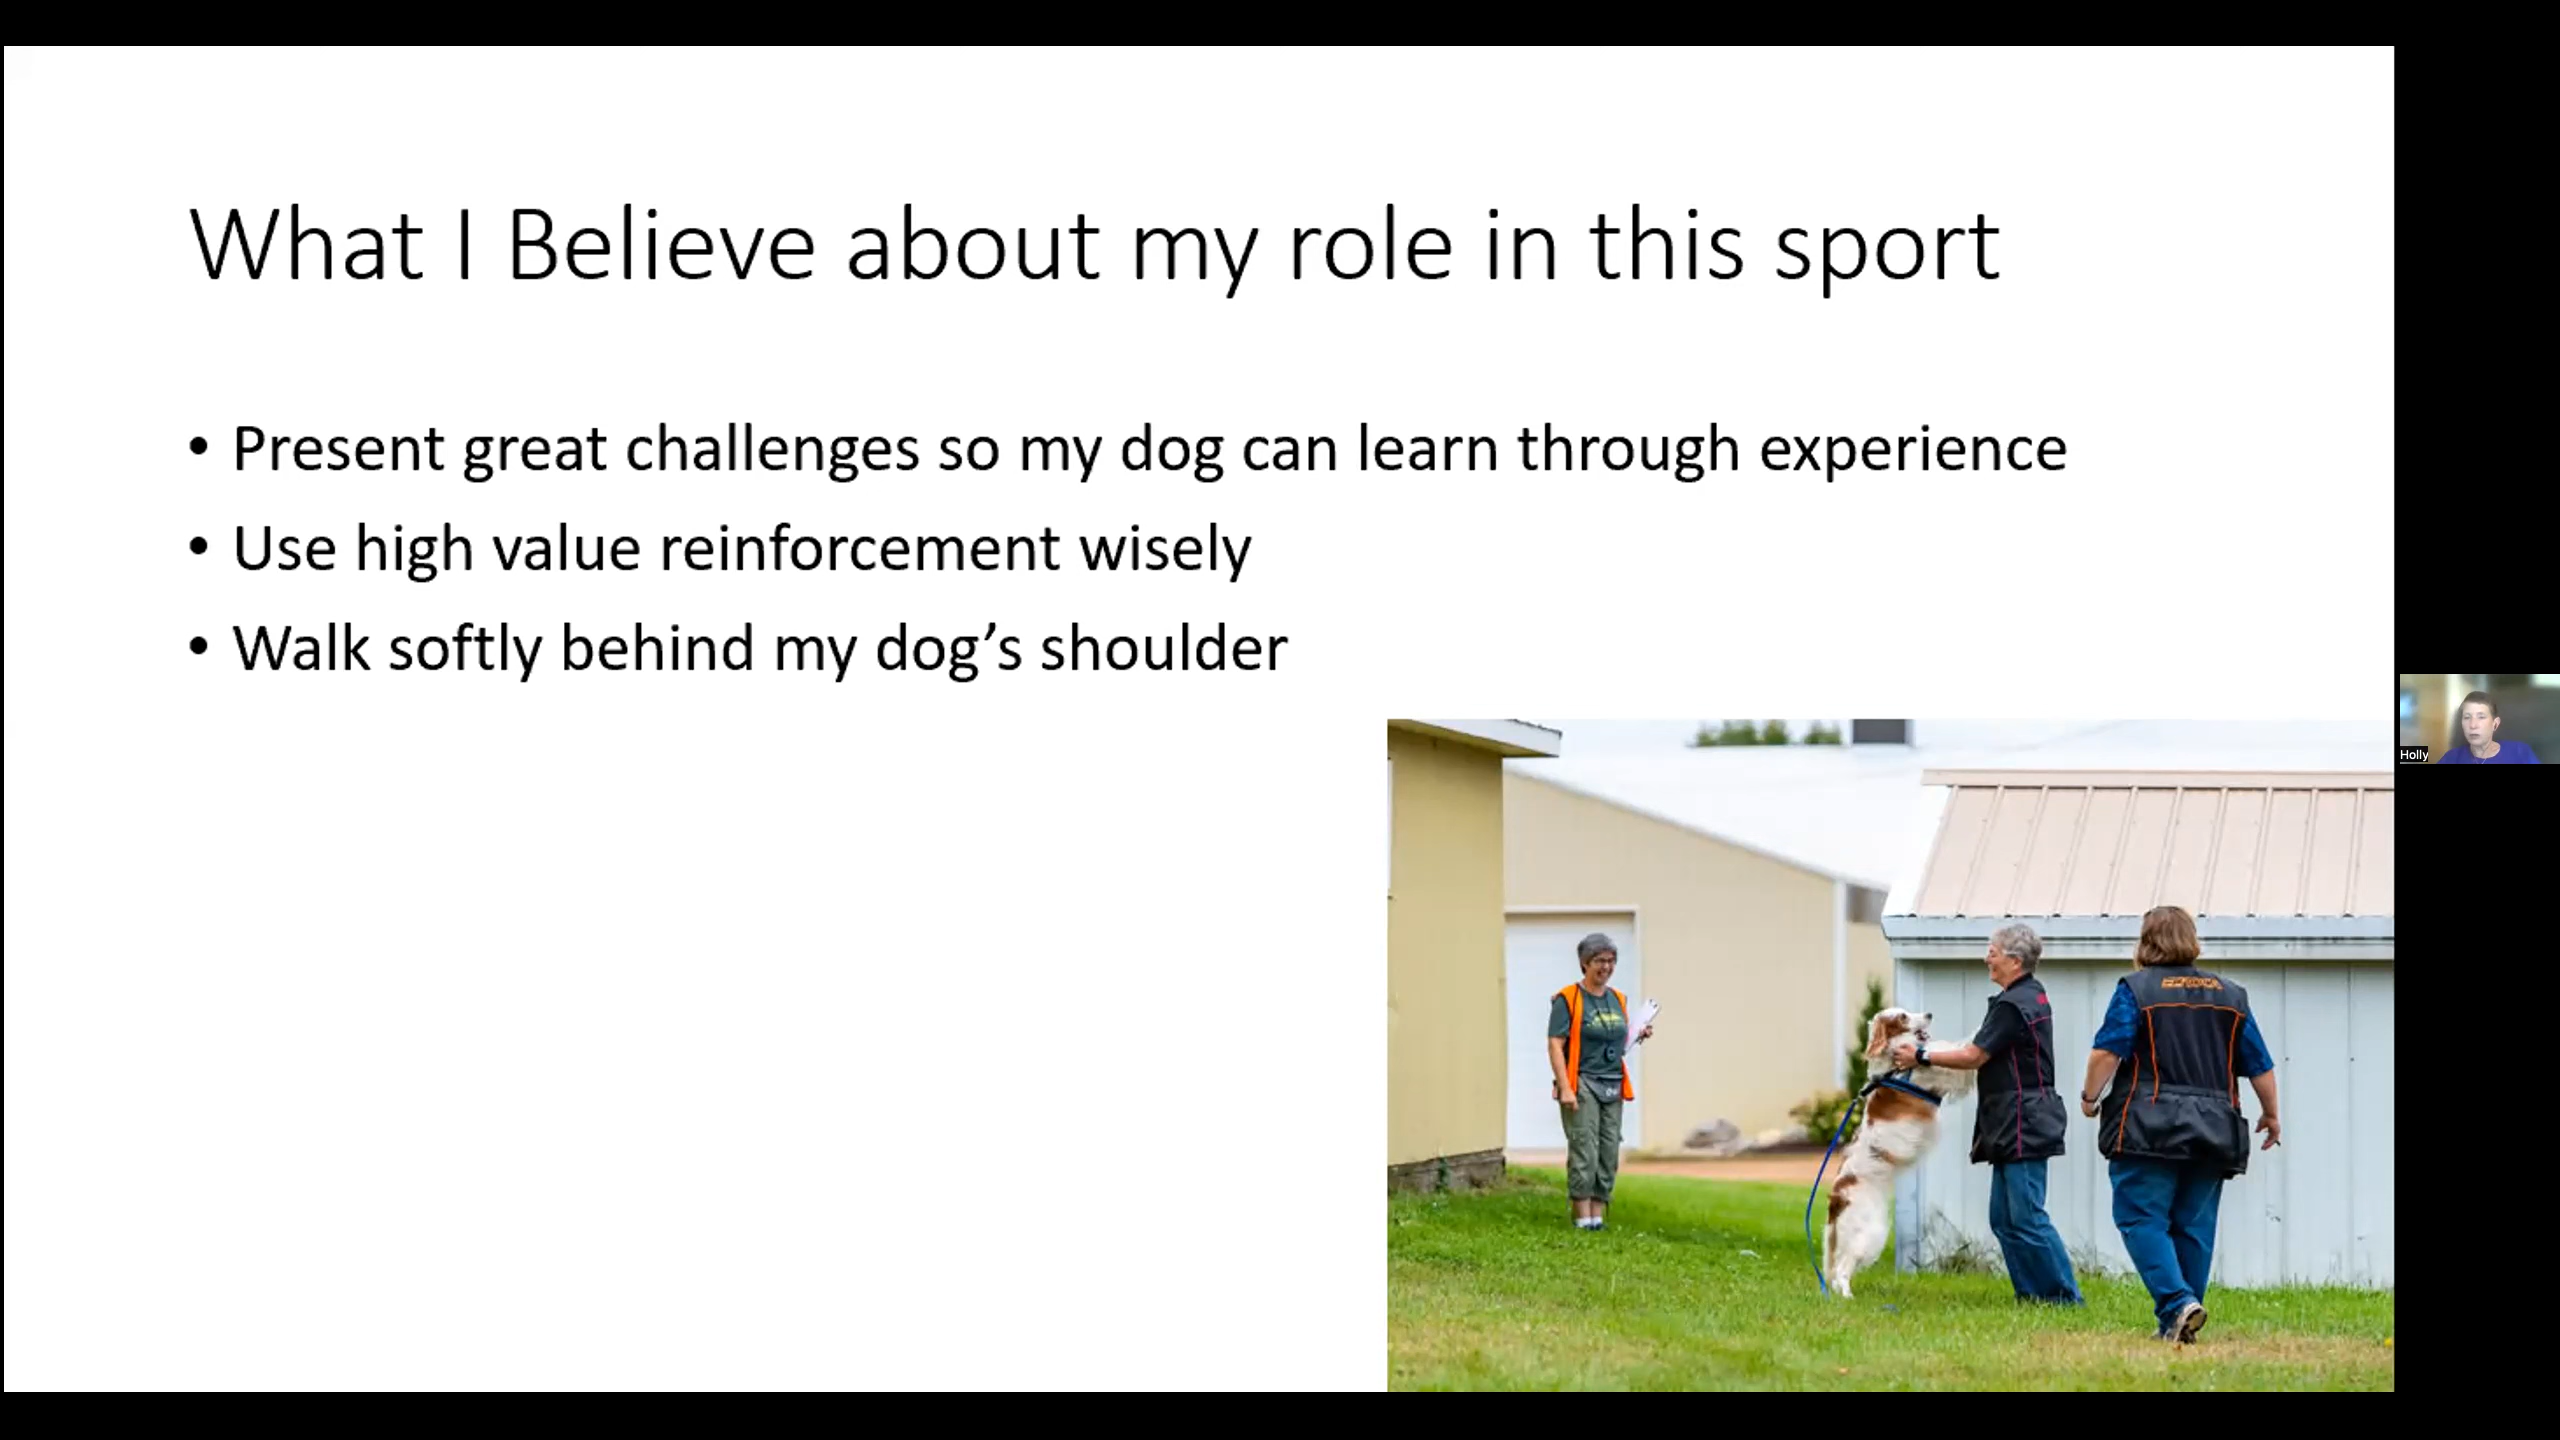 What I Believe about my role in this sport
• Present great challenges so my dog can learn through experience
• Use high value reinforcement wisely
• Walk softly behind my dog’s shoulder
Holly